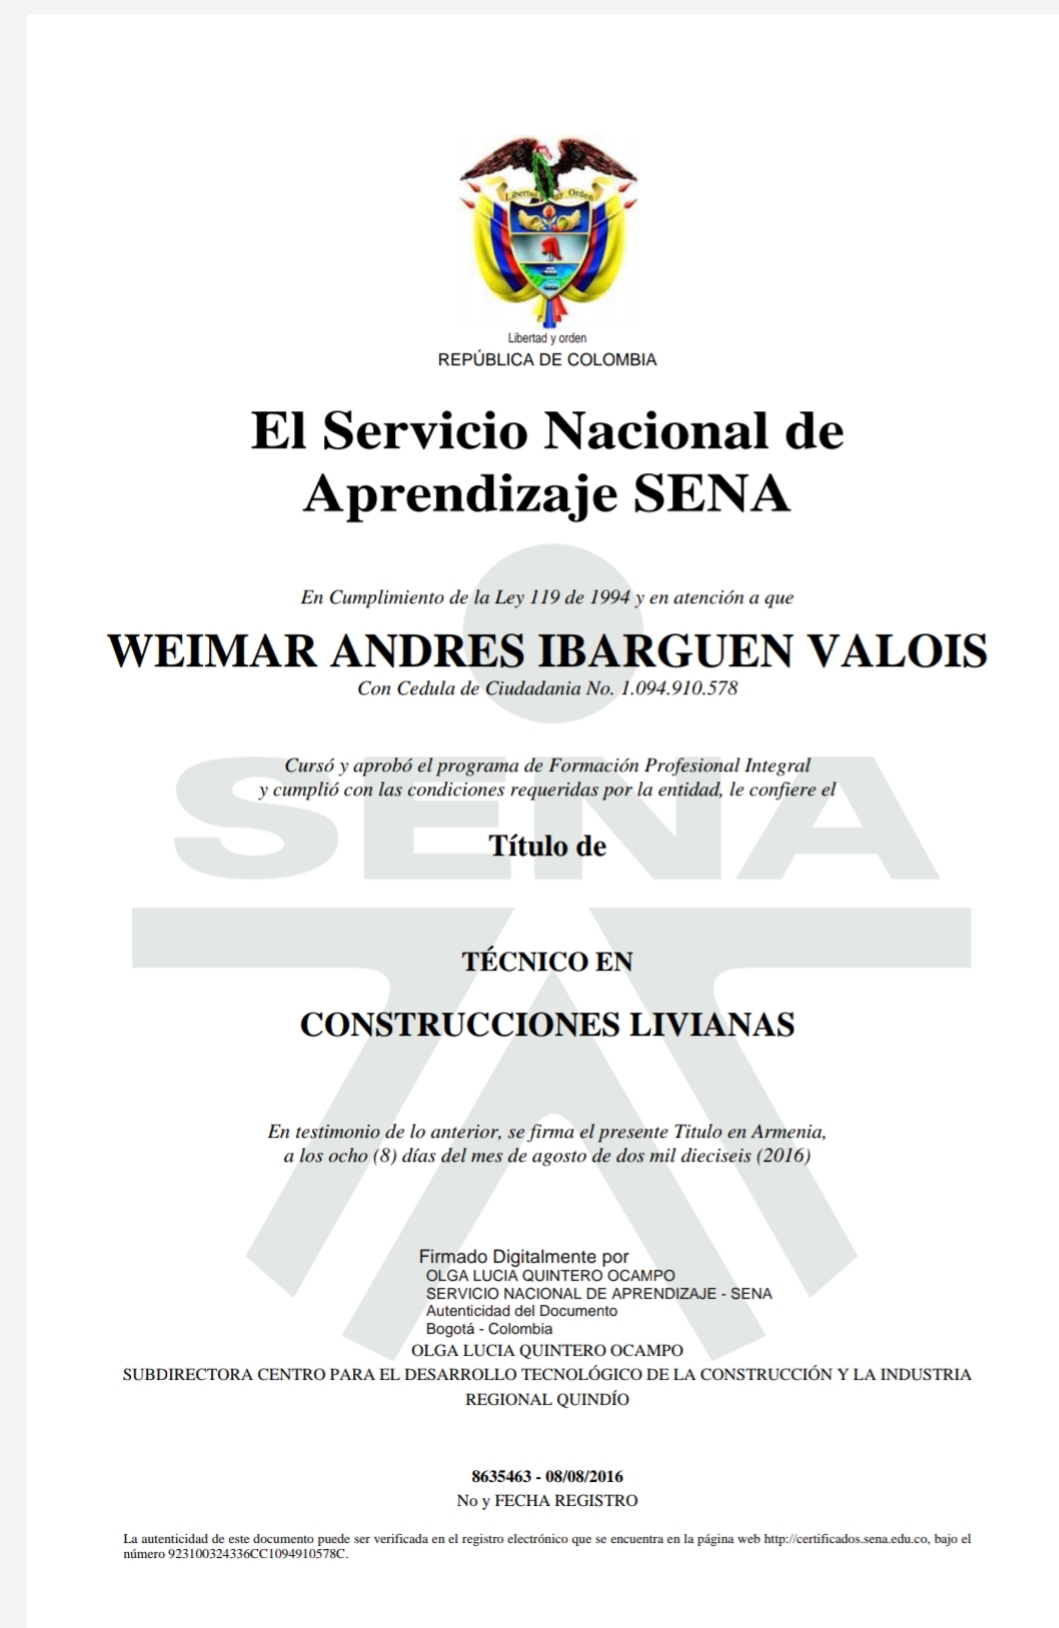 Libertad y Orden
Libertad y orden
REPÚBLICA DE COLOMBIA
El Servicio Nacional de
Aprendizaje SENA
En Cumplimiento de la Ley 119 de 1994 y en atención a que
WEIMAR ANDRES IBARGUEN VALOIS
Con Cedula de Ciudadania No. 1.094.910.578
Cursó y aprobó el programa de Formación Profesional Integral
y cumplió con las condiciones requeridas por la entidad, le confiere el
SENA
Título de
TÉCNICO EN
CONSTRUCCIONES LIVIANAS
En testimonio de lo anterior, se firma el presente Titulo en Armenia,
a los ocho (8) días del mes de agosto de dos mil dieciseis (2016)
Firmado Digitalmente por
OLGA LUCIA QUINTERO OCAMPO
SERVICIO NACIONAL DE APRENDIZAJE - SENA
Autenticidad del Documento
Bogotá - Colombia
OLGA LUCIA QUINTERO OCAMPO
SUBDIRECTORA CENTRO PARA EL DESARROLLO TECNOLÓGICO DE LA CONSTRUCCIÓN Y LA INDUSTRIA
REGIONAL QUINDÍO
8635463 - 08/08/2016
No y FECHA REGISTRO
La autenticidad de este documento puede ser verificada en el registro electrónico que se encuentra en la página web http://certificados.sena.edu.co, bajo el
número 923100324336CC1094910578C.